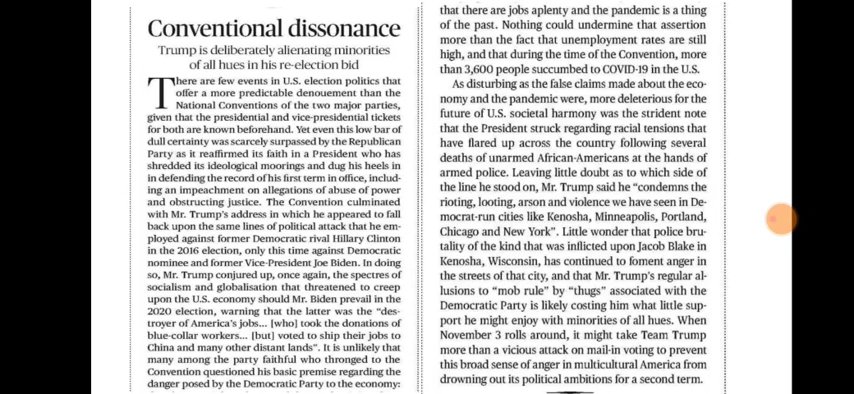 Conventional dissonance
Trump is deliberately alienating minorities
of all hues in his re-election bid
There are few events in U.S. election politics that
offer a more predictable denouement than the
National Conventions of the two major parties,
given that the presidential and vice-presidential tickets
for both are known beforehand. Yet even this low bar of
dull certainty was scarcely surpassed by the Republican
Party as it reaffirmed its faith in a President who has
shredded its ideological moorings and dug his heels in
in defending the record of his first term in office, includ-
ing an impeachment on allegations of abuse of power
and obstructing justice. The Convention culminated
with Mr. Trump's address in which he appeared to fall
back upon the same lines of political attack that he em-
ployed against former Democratic rival Hillary Clinton
in the 2016 election, only this time against Democratic
nominee and former Vice-President Joe Biden. In doing
so, Mr. Trump conjured up, once again, the spectres of
socialism and globalisation that threatened to creep
upon the U.S. economy should Mr. Biden prevail in the
2020 election, warning that the latter was the “des-
troyer of America's jobs... [who] took the donations of
blue-collar workers... [but] voted to ship their jobs to
China and many other distant lands”. It is unlikely that
many among the party faithful who thronged to the
Convention questioned his basic premise regarding the
danger posed by the Democratic Party to the economy:
that there are jobs aplenty and the pandemic is a thing
of the past. Nothing could undermine that assertion
more than the fact that unemployment rates are still
high, and that during the time of the Convention, more
than 3,600 people succumbed to COVID-19 in the U.S.
As disturbing as the false claims made about the eco-
nomy and the pandemic were, more deleterious for the
future of U.S. societal harmony was the strident note
that the President struck regarding racial tensions that
have flared up across the country following several
deaths of unarmed African-Americans at the hands of
armed police. Leaving little doubt as to which side of
the line he stood on, Mr. Trump said he “condemns the
rioting, looting, arson and violence we have seen in De-
mocrat-run cities like Kenosha, Minneapolis, Portland,
Chicago and New York”. Little wonder that police bru-
tality of the kind that was inflicted upon Jacob Blake in
Kenosha, Wisconsin, has continued to foment anger in
the streets of that city, and that Mr. Trump's regular al-
lusions to “mob rule” by “thugs” associated with the
Democratic Party is likely costing him what little sup-
port he might enjoy with minorities of all hues. When
November 3 rolls around, it might take Team Trump
more than a vicious attack on mail-in voting to prevent
this broad sense of anger in multicultural America from
drowning out its political ambitions for a second term.